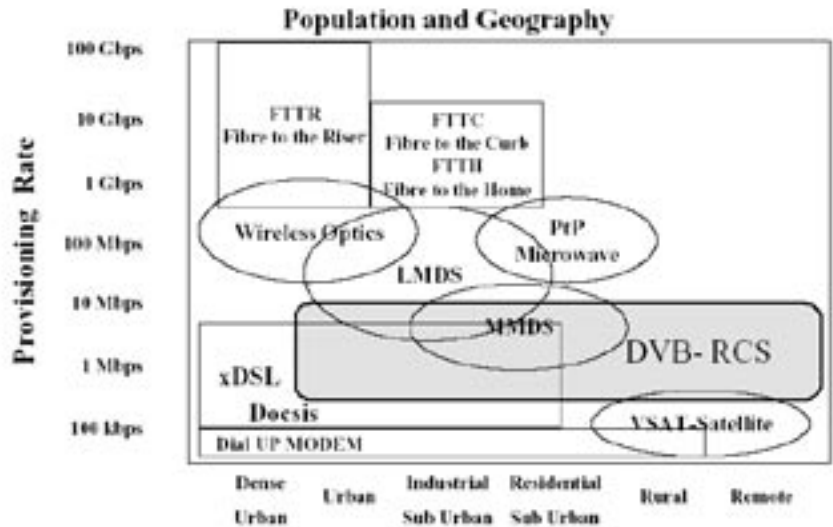 Population and Geography
Provisioning Rate
100 Gbps
10 Gbps
1 Gbps
100 Mbps
10 Mbps
1 Mbps
100 kbps
FTTR
Fibre to the Riser
FTTC
Fibre to the Curb
FTTH
Fibre to the Home
Wireless Optics
PtP
Microwave
LMDS
MMDS
DVB- RCS
xDSL
Docsis
VSAT-Satellite
Dial UP MODEM
Dense
Urban
Urban
Industrial
Sub Urban
Residential
Sub Urban
Rural
Remote